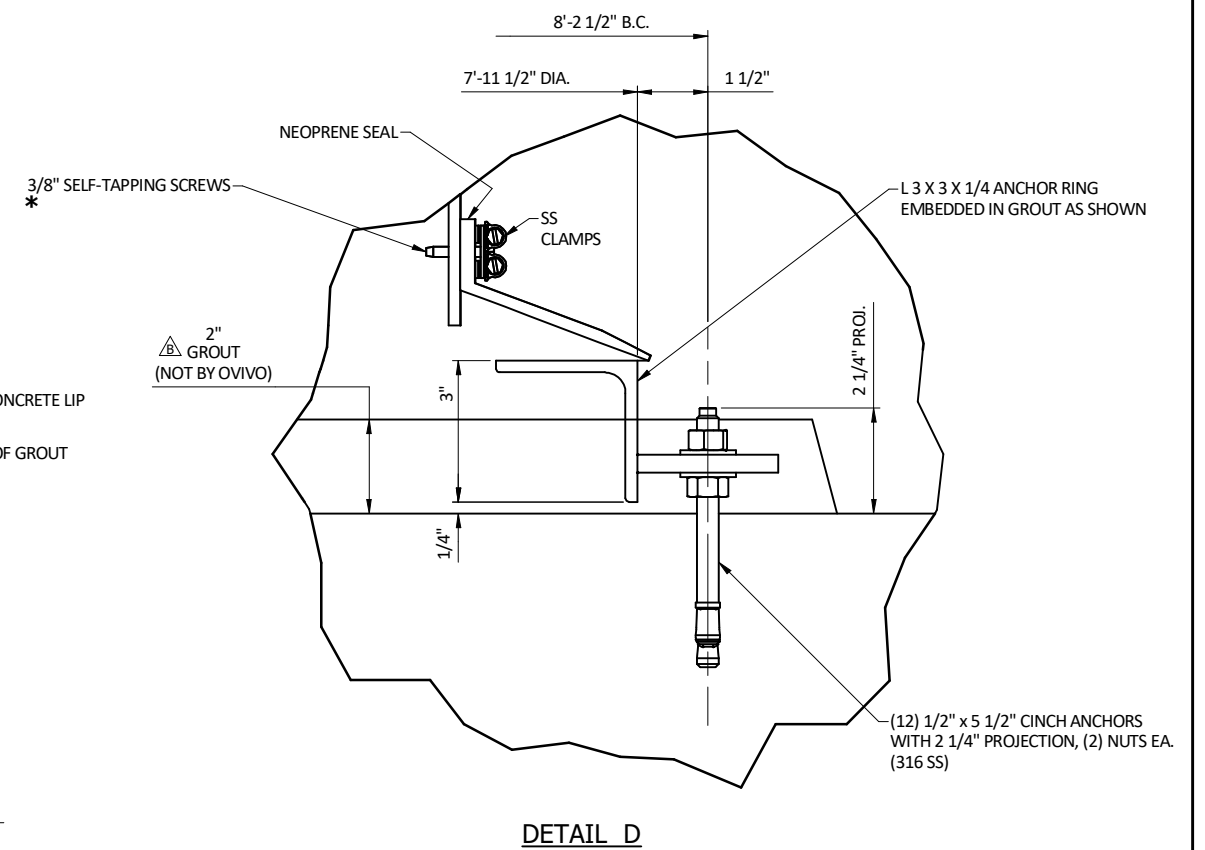 8'-2 1/2" B.C.
7'-11 1/2" DIA.
1 1/2"
NEOPRENE SEAL
3/8" SELF-TAPPING SCREWS
*
SS
CLAMPS
L 3 X 3 X 1/4 ANCHOR RING
EMBEDDED IN GROUT AS SHOWN
2 1/4" PROJ.
2"
B GROUT
(NOT BY OVIVO)
3"
ONCRETE LIP
OF GROUT
1/4"
(12) 1/2" x 5 1/2" CINCH ANCHORS
WITH 2 1/4" PROJECTION, (2) NUTS EA.
(316 SS)
DETAIL D